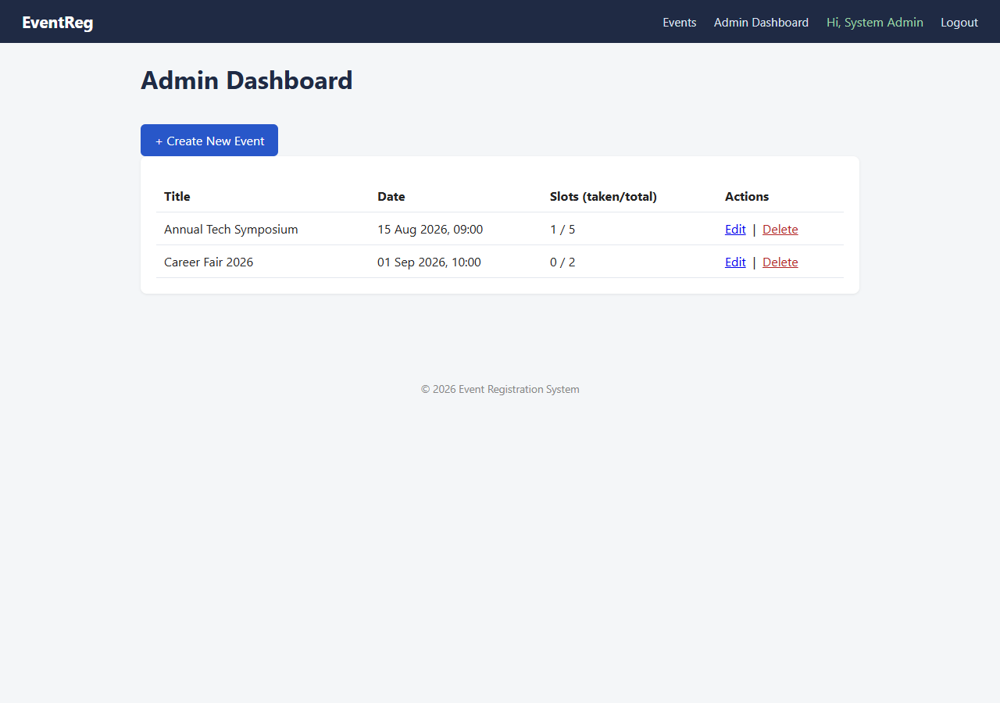 EventReg Events Admin Dashboard Hi, System Admin Logout
Admin Dashboard
+ Create New Event
Title Date Slots (taken/total) Actions
Annual Tech Symposium 15 Aug 2026, 09:00 1 / 5 Edit | Delete
Career Fair 2026 01 Sep 2026, 10:00 0 / 2 Edit | Delete
© 2026 Event Registration System